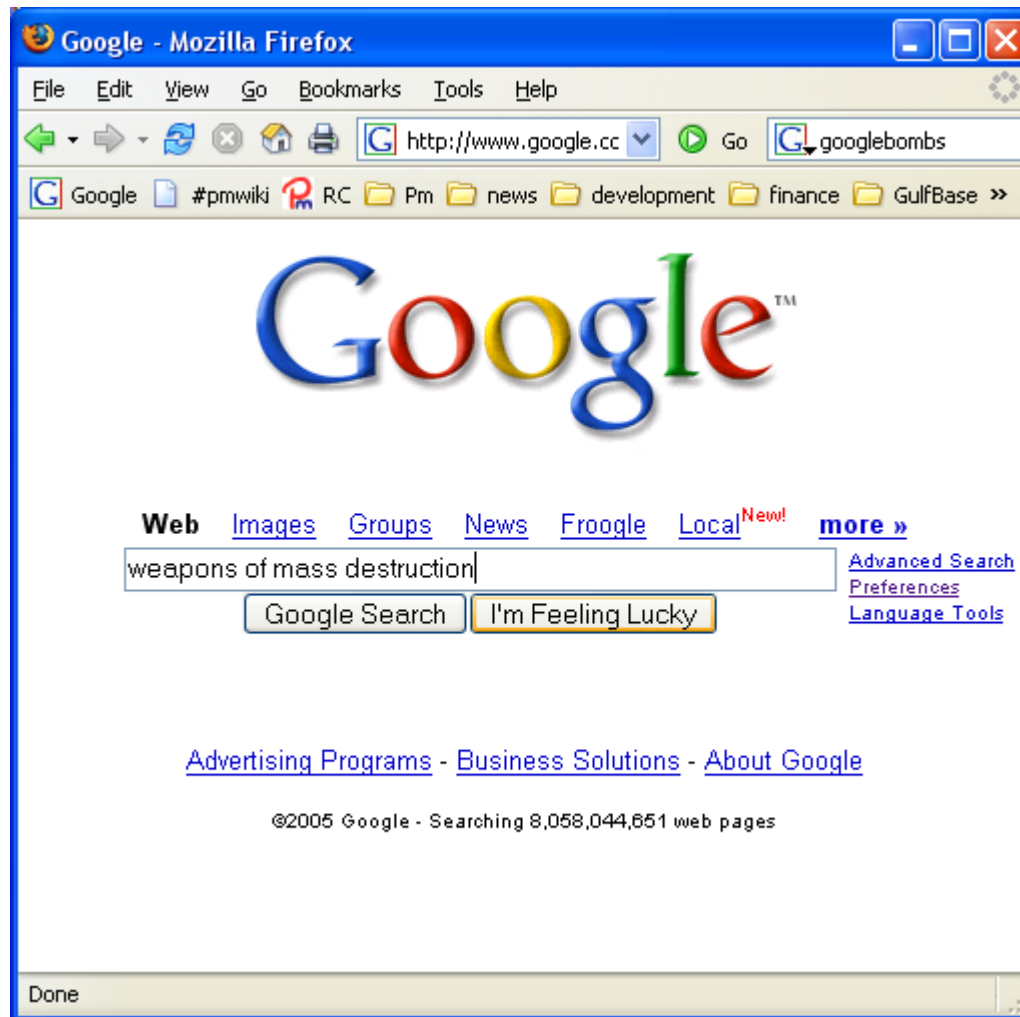 Google - Mozilla Firefox
File Edit View Go Bookmarks Tools Help
http://www.google.cc Go googlebombs
Google #pmwiki RC Pm news development finance GulfBase »
Google™
Web Images Groups News Froogle Local New! more »
weapons of mass destruction Advanced Search
Preferences
Google Search I'm Feeling Lucky Language Tools
Advertising Programs - Business Solutions - About Google
©2005 Google - Searching 8,058,044,651 web pages
Done